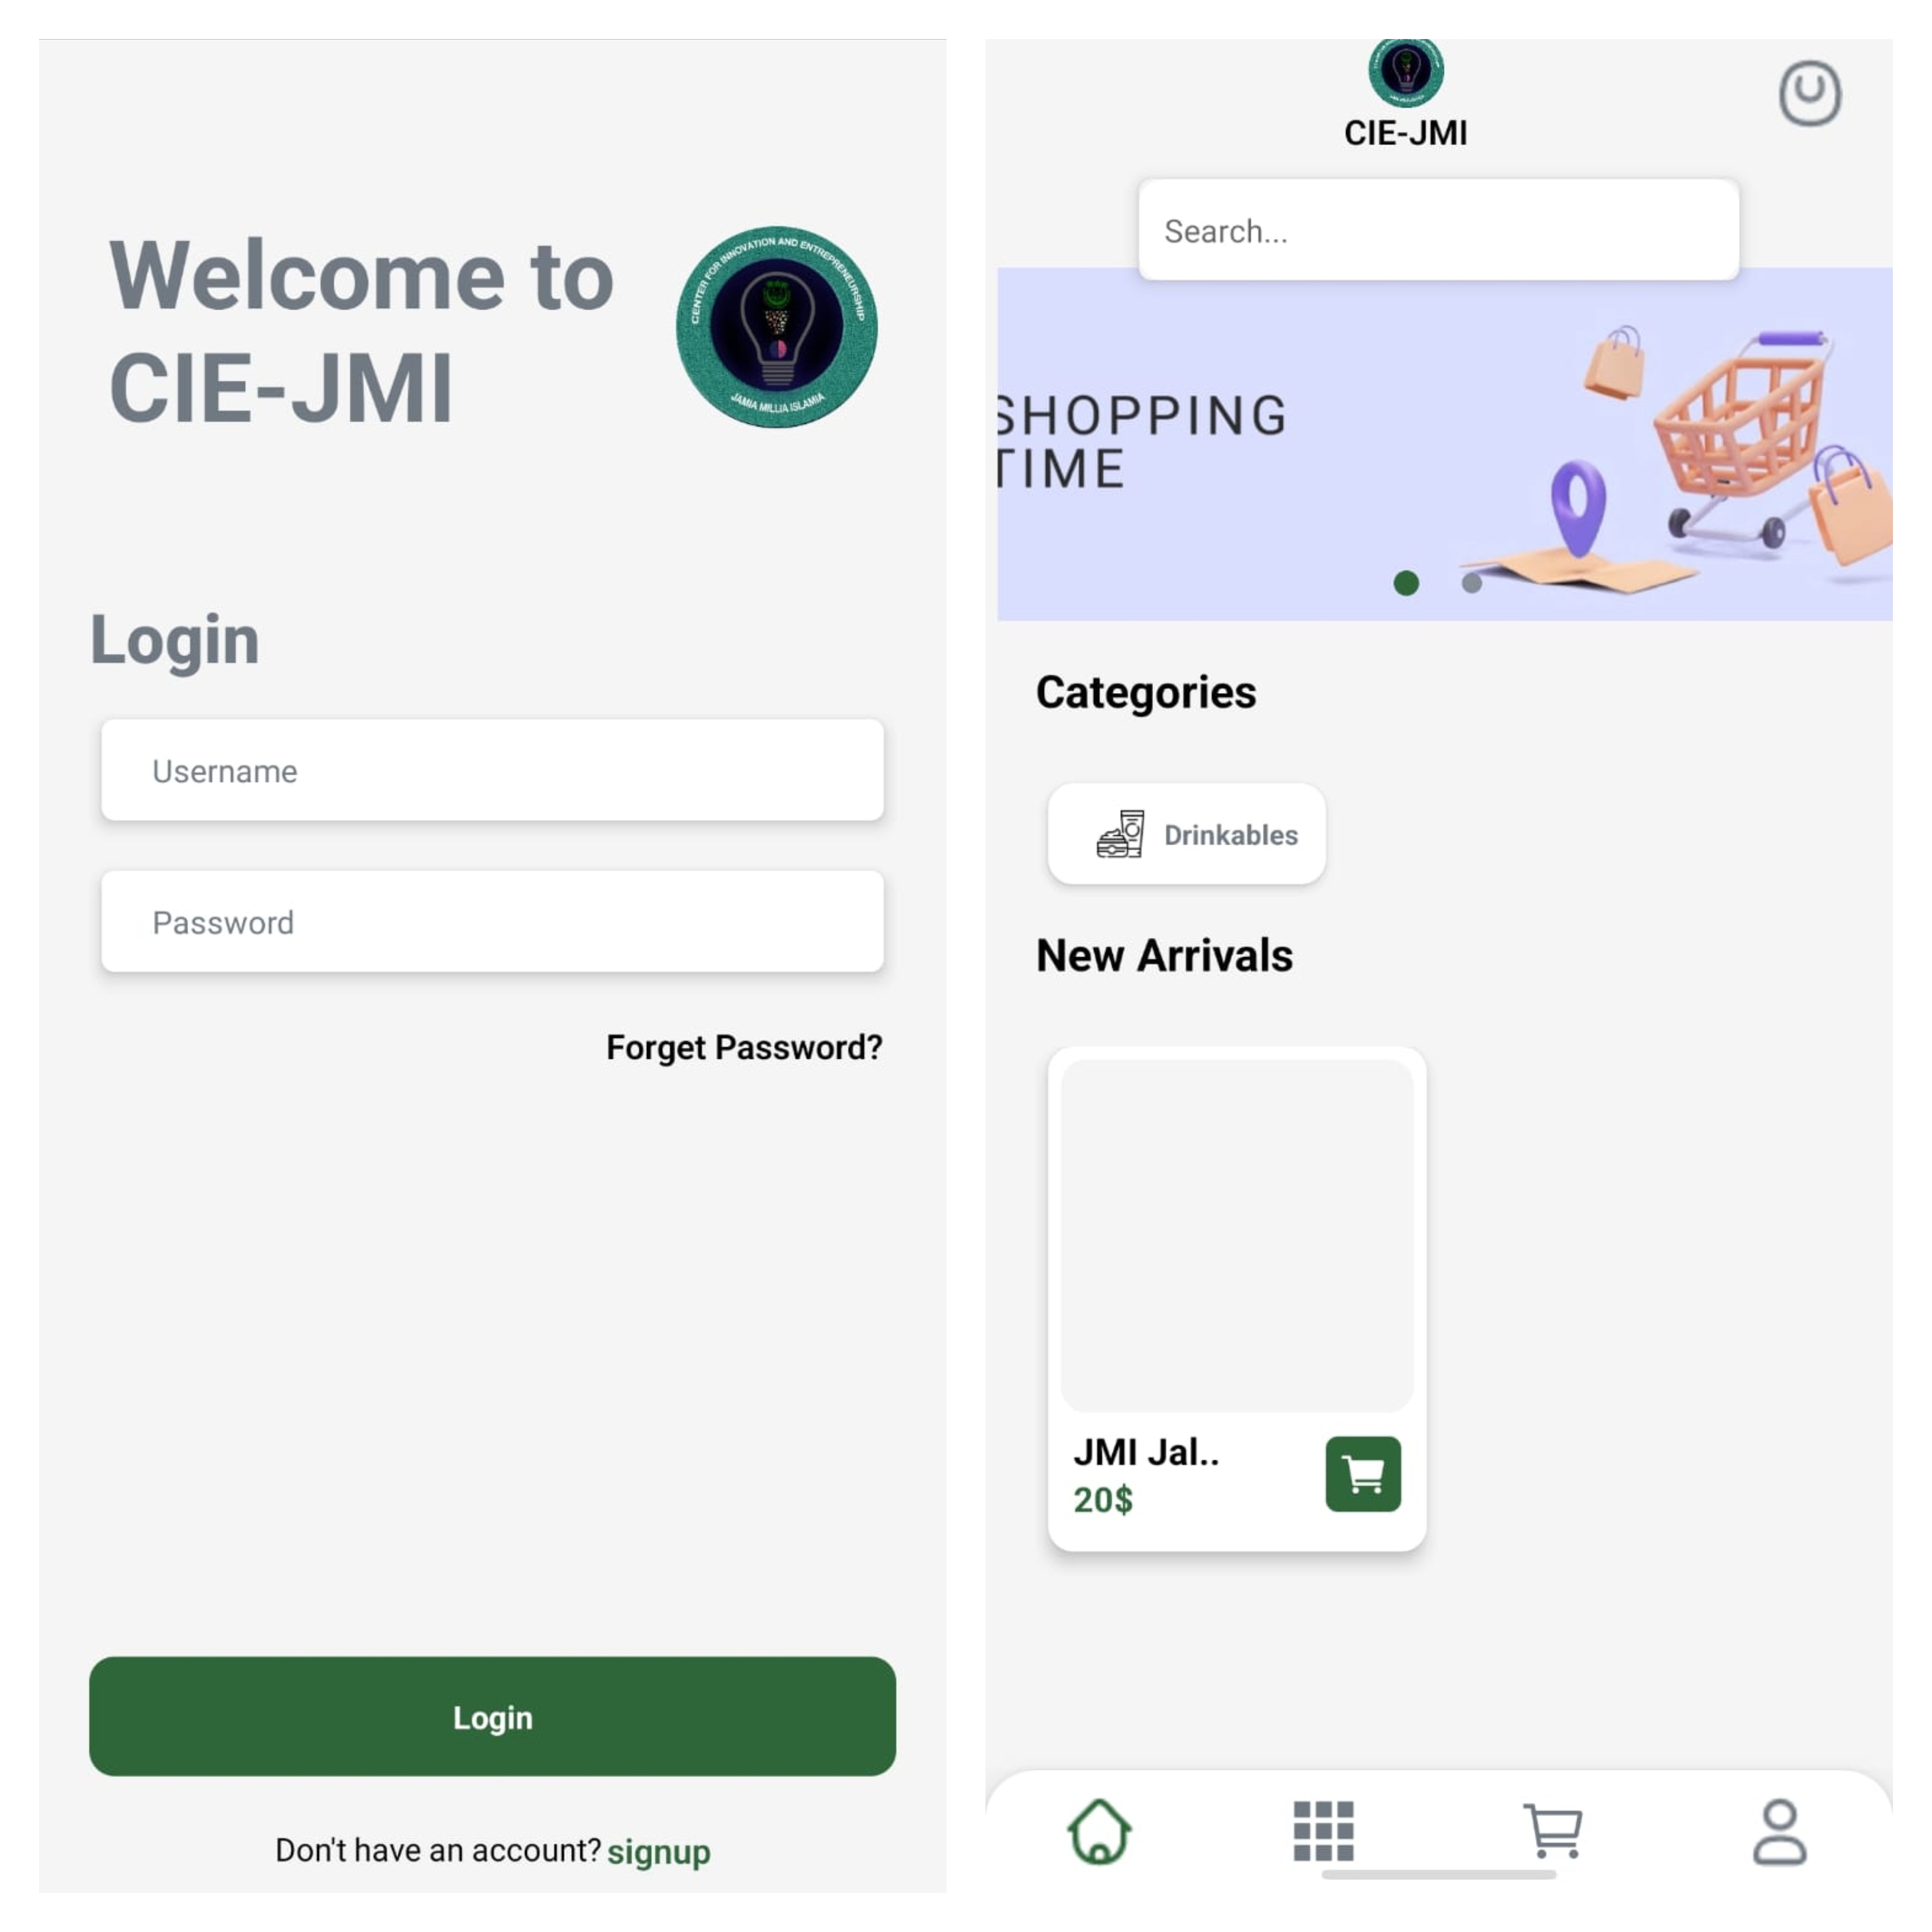 Welcome to
CIE-JMI
CENTER FOR INNOVATION AND ENTREPRENEURSHIP
JAMIA MILLIA ISLAMIA
Login
Username
Password
Forget Password?
Login
Don't have an account? signup
CIE-JMI
Search...
SHOPPING
TIME
Categories
Drinkables
New Arrivals
JMI Jal..
20$